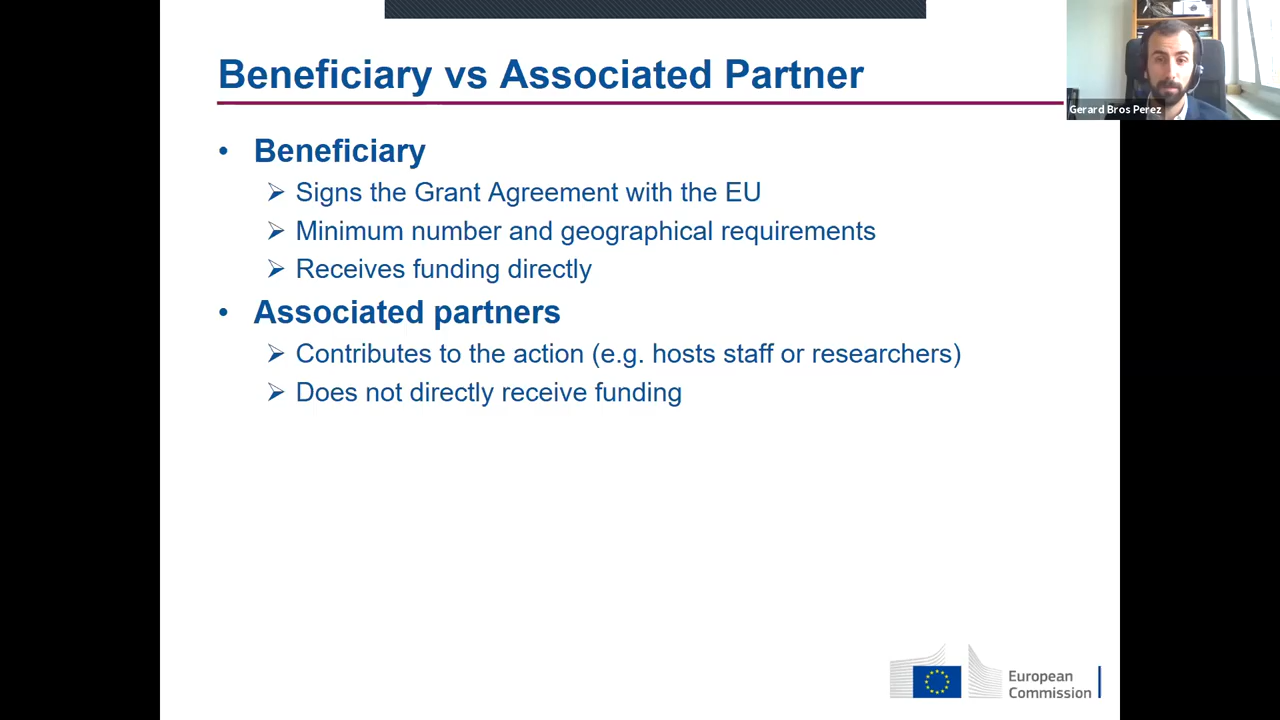 Beneficiary vs Associated Partner
Gerard Bros Perez
• Beneficiary
➢ Signs the Grant Agreement with the EU
➢ Minimum number and geographical requirements
➢ Receives funding directly
• Associated partners
➢ Contributes to the action (e.g. hosts staff or researchers)
➢ Does not directly receive funding
European
Commission